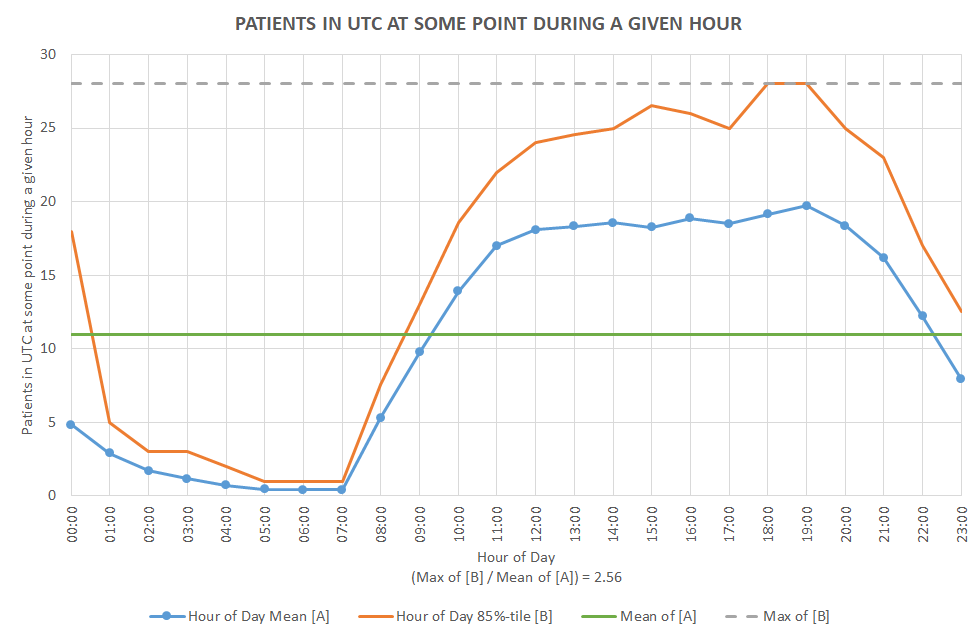 PATIENTS IN UTC AT SOME POINT DURING A GIVEN HOUR
Patients in UTC at some point during a given hour
30
25
20
15
10
5
0
00:00 01:00 02:00 03:00 04:00 05:00 06:00 07:00 08:00 09:00 10:00 11:00 12:00 13:00 14:00 15:00 16:00 17:00 18:00 19:00 20:00 21:00 22:00 23:00
Hour of Day
(Max of [B] / Mean of [A]) = 2.56
Hour of Day Mean [A] Hour of Day 85%-tile [B] Mean of [A] Max of [B]